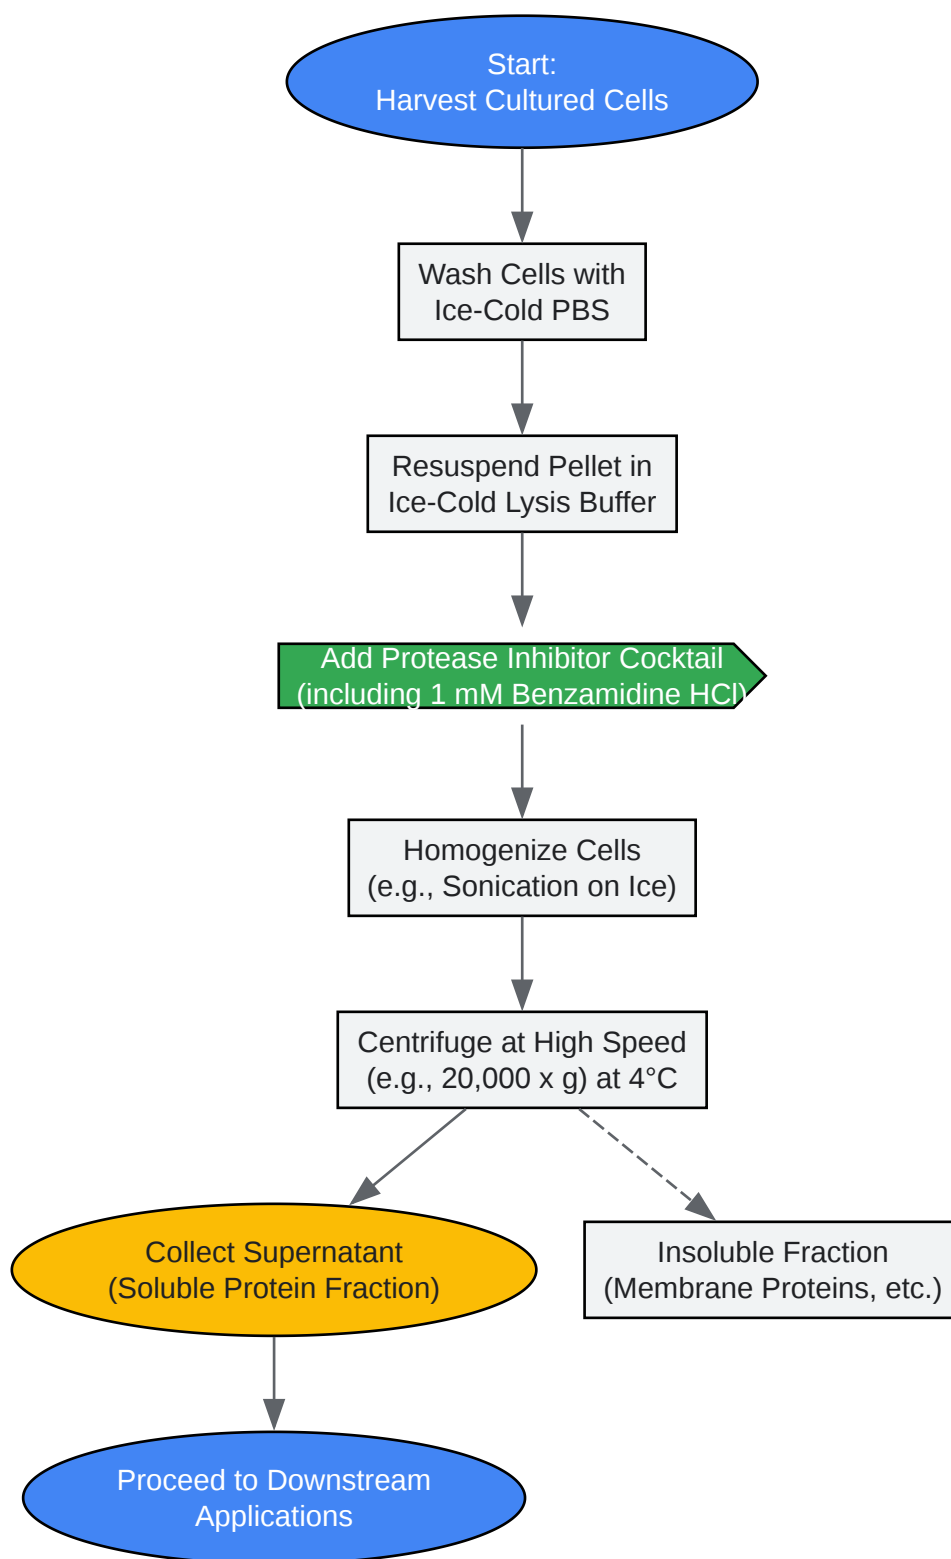 Start:
Harvest Cultured Cells
Wash Cells with
Ice-Cold PBS
Resuspend Pellet in
Ice-Cold Lysis Buffer
Add Protease Inhibitor Cocktail
(including 1 mM Benzamidine HCl)
Homogenize Cells
(e.g., Sonication on Ice)
Centrifuge at High Speed
(e.g., 20,000 x g) at 4°C
Collect Supernatant
(Soluble Protein Fraction)
Insoluble Fraction
(Membrane Proteins, etc.)
Proceed to Downstream
Applications